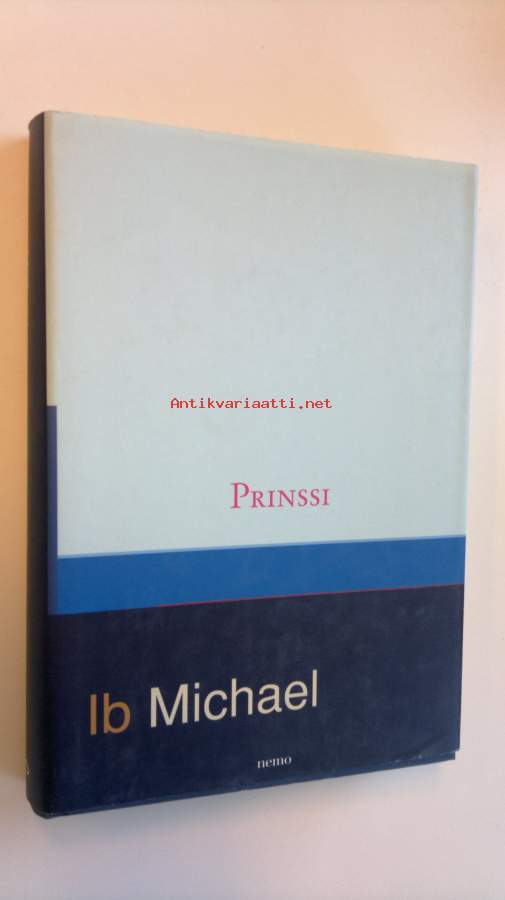 Antikvariaatti.net
PRINSSI
Ib Michael
nemo